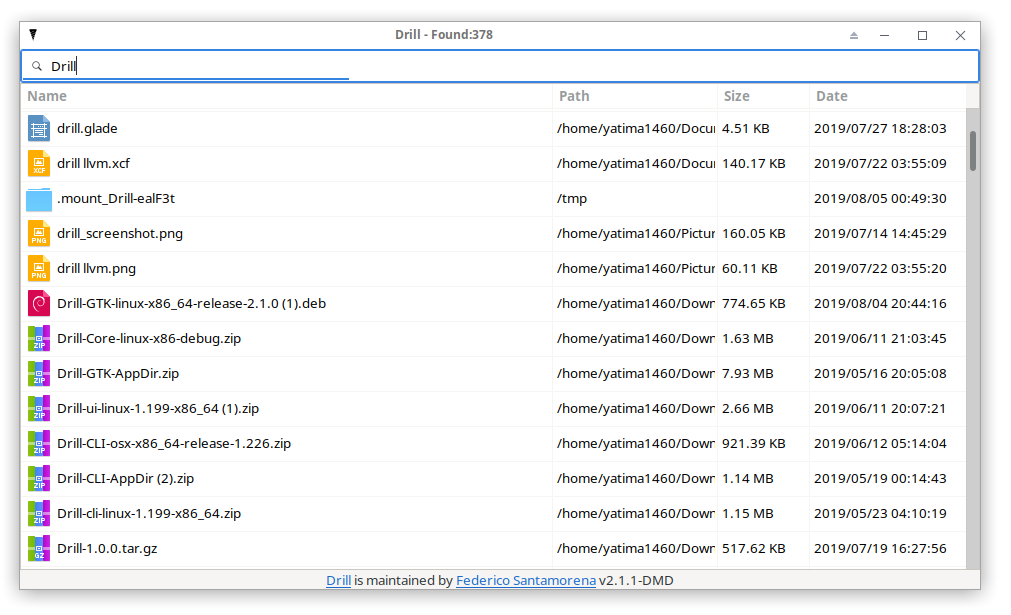 Drill - Found:378
Drill
Name Path Size Date
drill.glade /home/yatima1460/Docu 4.51 KB 2019/07/27 18:28:03
XCF drill llvm.xcf /home/yatima1460/Docu 140.17 KB 2019/07/22 03:55:09
.mount_Drill-ealF3t /tmp 2019/08/05 00:49:30
PNG drill_screenshot.png /home/yatima1460/Pictur 160.05 KB 2019/07/14 14:45:29
PNG drill llvm.png /home/yatima1460/Pictur 60.11 KB 2019/07/22 03:55:20
Drill-GTK-linux-x86_64-release-2.1.0 (1).deb /home/yatima1460/Down 774.65 KB 2019/08/04 20:44:16
ZIP Drill-Core-linux-x86-debug.zip /home/yatima1460/Down 1.63 MB 2019/06/11 21:03:45
ZIP Drill-GTK-AppDir.zip /home/yatima1460/Down 7.93 MB 2019/05/16 20:05:08
ZIP Drill-ui-linux-1.199-x86_64 (1).zip /home/yatima1460/Down 2.66 MB 2019/06/11 20:07:21
ZIP Drill-CLI-osx-x86_64-release-1.226.zip /home/yatima1460/Down 921.39 KB 2019/06/12 05:14:04
ZIP Drill-CLI-AppDir (2).zip /home/yatima1460/Down 1.14 MB 2019/05/19 00:14:43
ZIP Drill-cli-linux-1.199-x86_64.zip /home/yatima1460/Down 1.15 MB 2019/05/23 04:10:19
GZ Drill-1.0.0.tar.gz /home/yatima1460/Down 517.62 KB 2019/07/19 16:27:56
Drill is maintained by Federico Santamorena v2.1.1-DMD